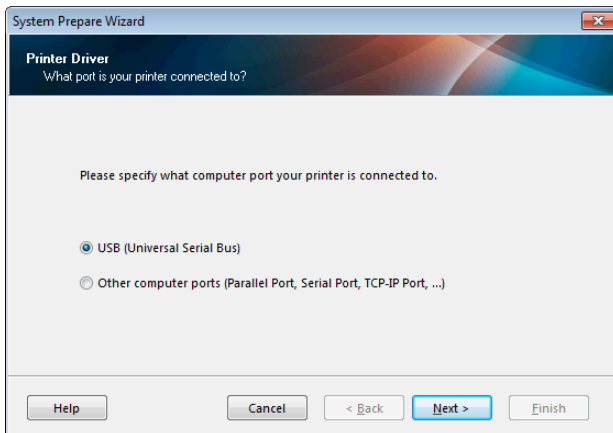 System Prepare Wizard
Printer Driver
What port is your printer connected to?
Please specify what computer port your printer is connected to.
USB (Universal Serial Bus)
Other computer ports (Parallel Port, Serial Port, TCP-IP Port, ...)
Help
Cancel
< Back
Next >
Finish